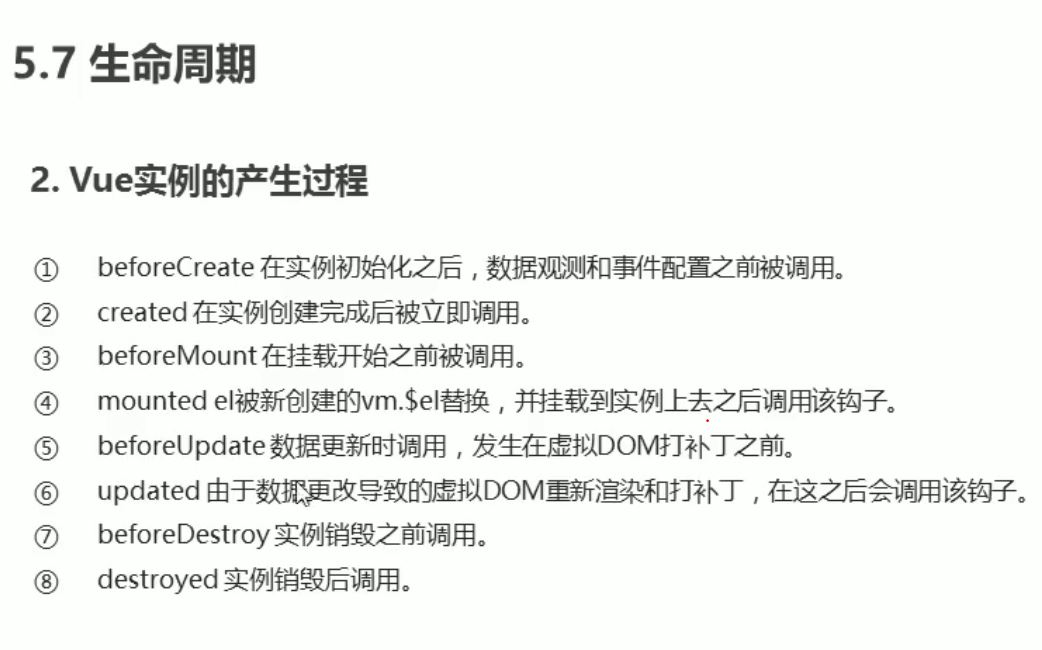 5.7 生命周期
2. Vue实例的产生过程
① beforeCreate 在实例初始化之后，数据观测和事件配置之前被调用。
② created 在实例创建完成后被立即调用。
③ beforeMount 在挂载开始之前被调用。
④ mounted el被新创建的vm.$el替换，并挂载到实例上去之后调用该钩子。
⑤ beforeUpdate 数据更新时调用，发生在虚拟DOM打补丁之前。
⑥ updated 由于数据更改导致的虚拟DOM重新渲染和打补丁，在这之后会调用该钩子。
⑦ beforeDestroy 实例销毁之前调用。
⑧ destroyed 实例销毁后调用。